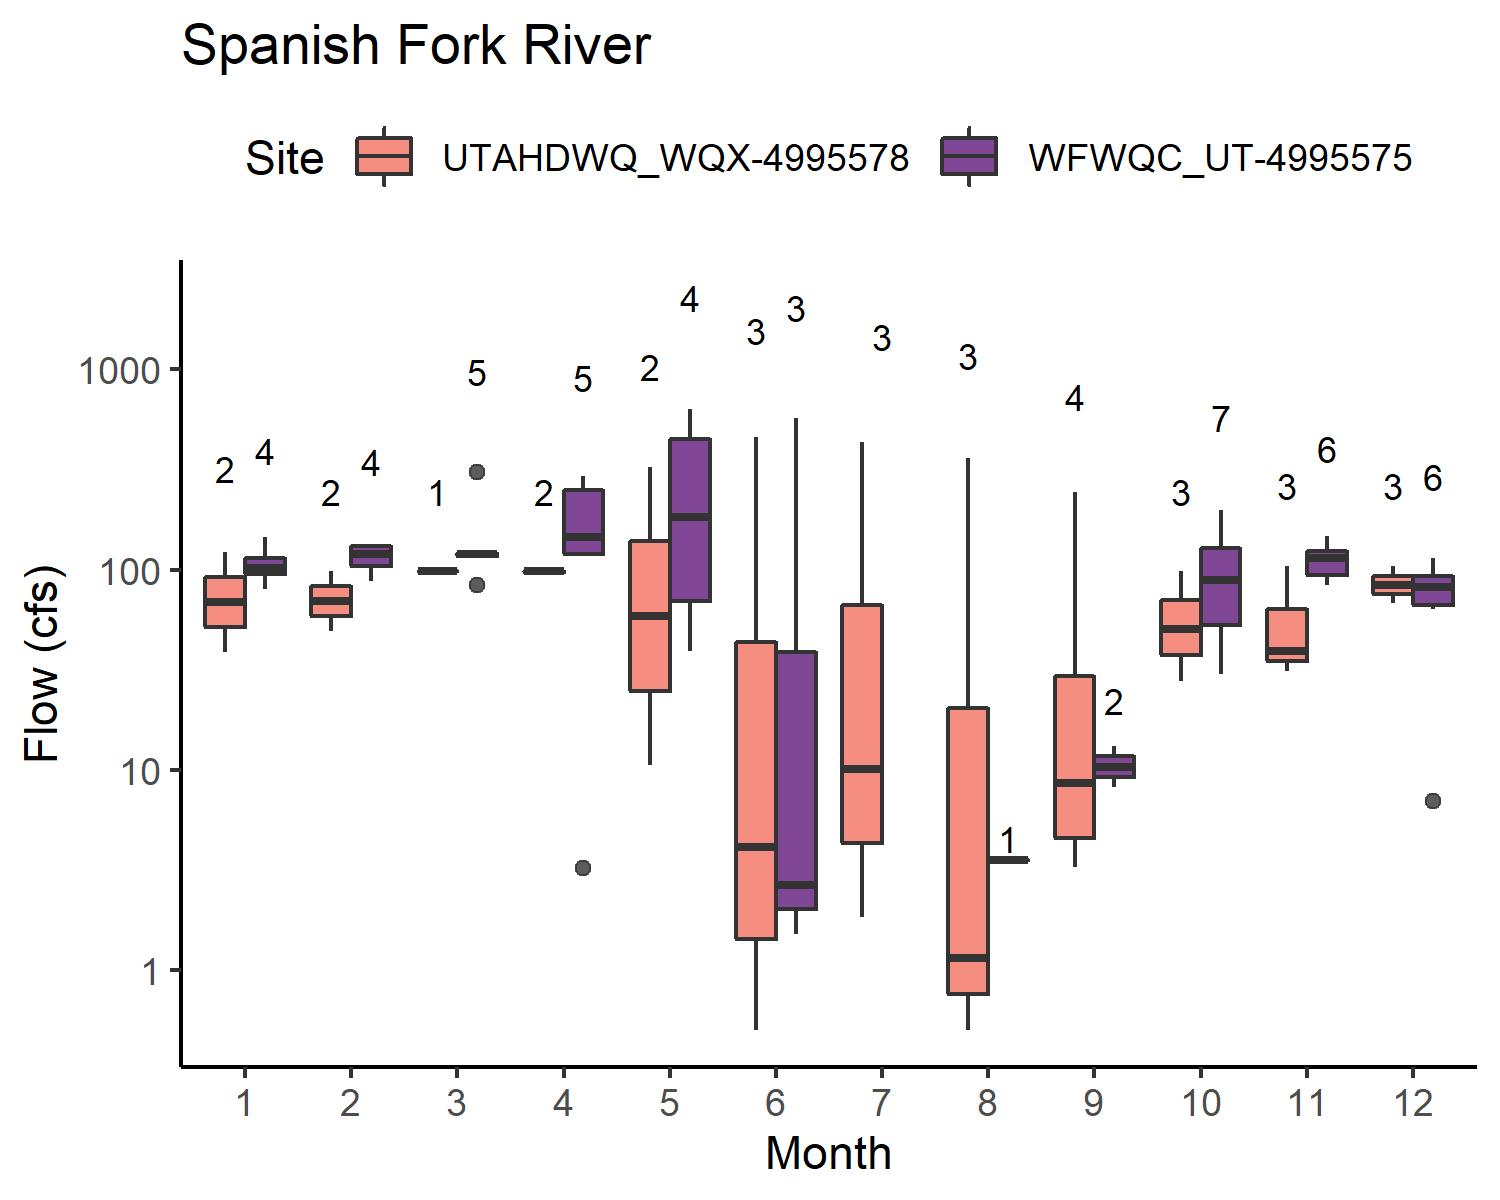 Spanish Fork River
Site UTAHDWQ_WQX-4995578 WFWQC_UT-4995575
Flow (cfs)
1000
100
10
1
2 4 2 4 1 5 2 5 2 4 3 3 3 3 1 4 2 3 7 3 6 3 6
1 2 3 4 5 6 7 8 9 10 11 12
Month